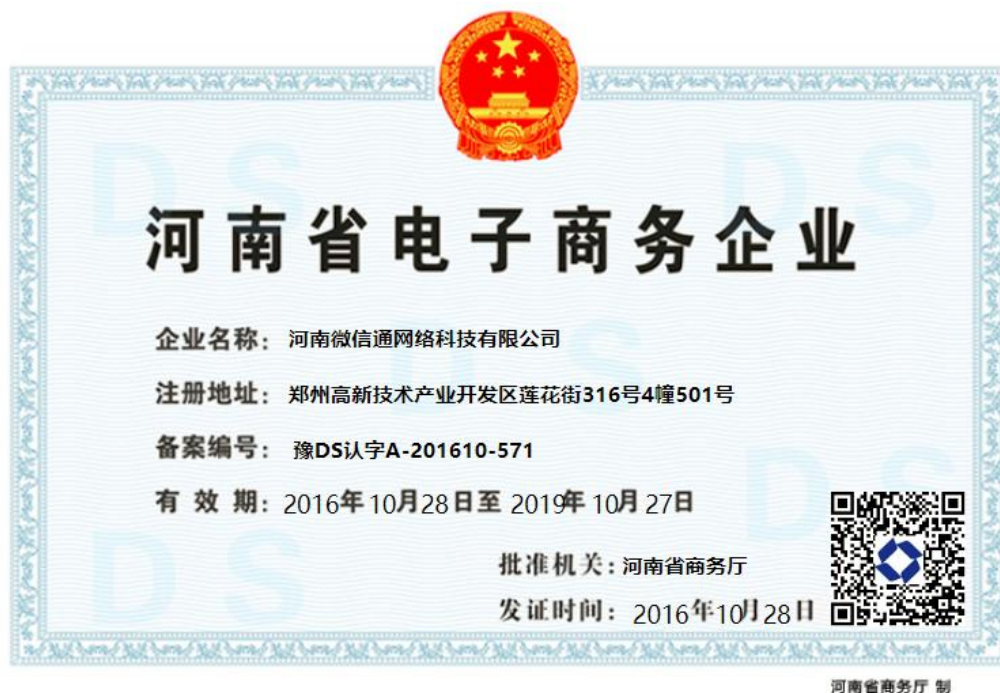 河南省电子商务企业
企业名称：河南微信通网络科技有限公司
注册地址：郑州高新技术产业开发区莲花街316号4幢501号
备案编号：豫DS认字A-201610-571
有效期：2016年10月28日至2019年10月27日
批准机关：河南省商务厅
发证时间：2016年10月28日
河南省商务厅 制